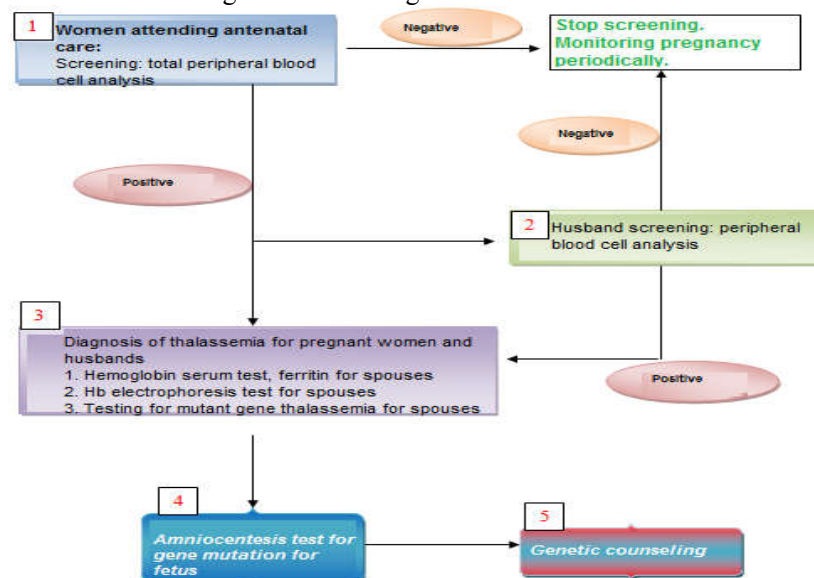 1
Women attending antenatal
care:
Screening: total peripheral blood
cell analysis
Negative
Stop screening.
Monitoring pregnancy
periodically.
Negative
Positive
2
Husband screening: peripheral
blood cell analysis
3
Diagnosis of thalassemia for pregnant women and
husbands
1. Hemoglobin serum test, ferritin for spouses
2. Hb electrophoresis test for spouses
3. Testing for mutant gene thalassemia for spouses
Positive
4
Amniocentesis test for
gene mutation for
fetus
5
Genetic counseling